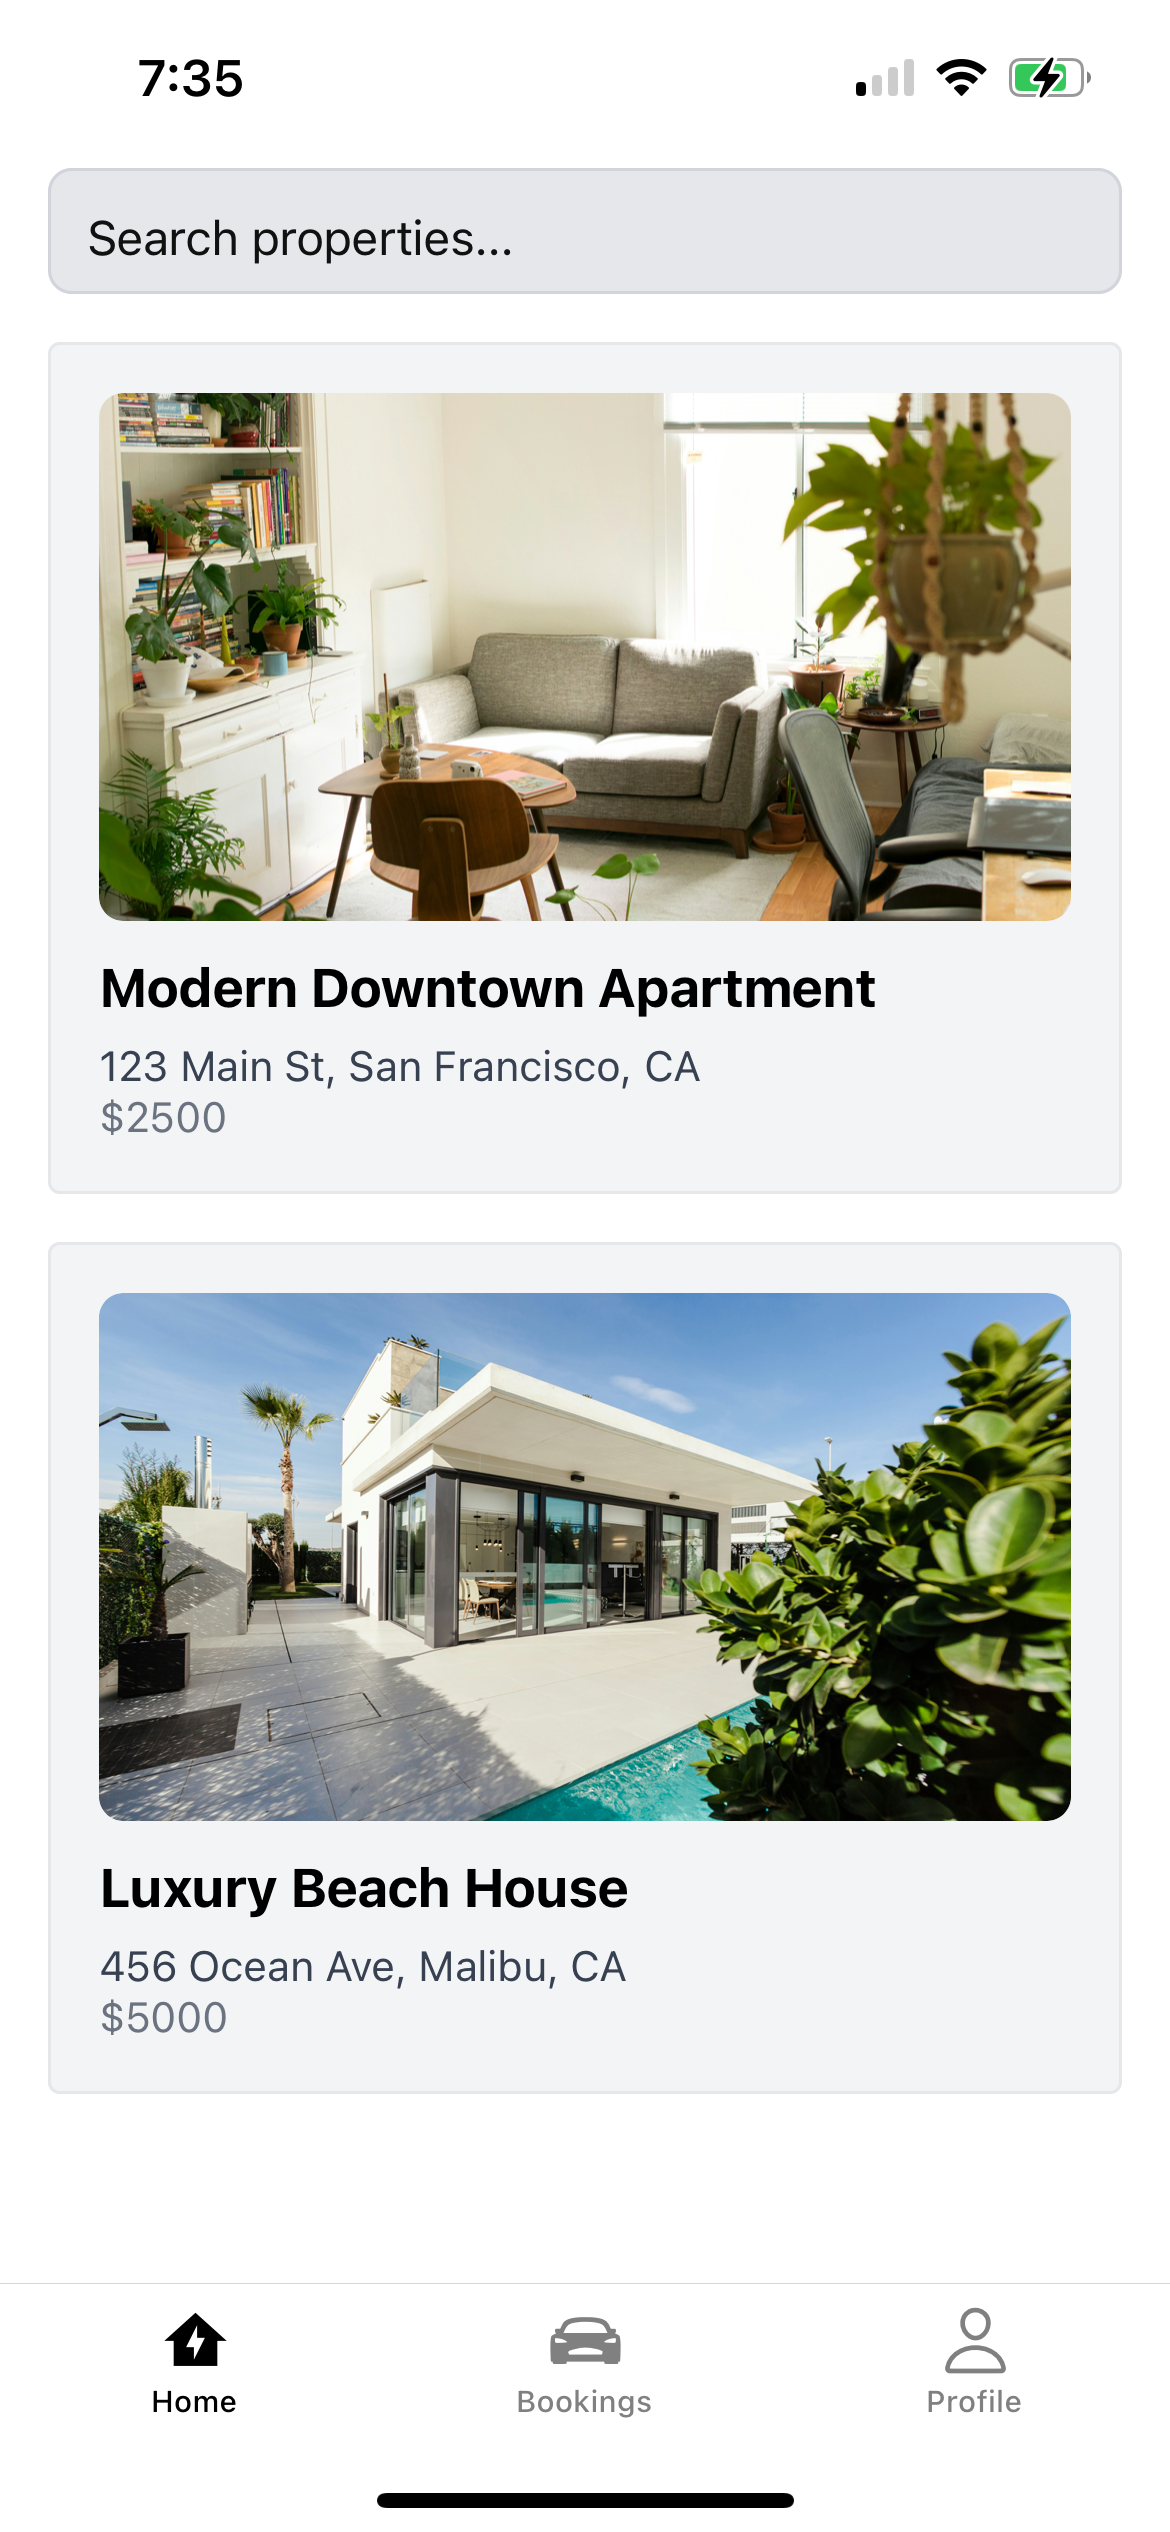 7:35
Search properties...
Modern Downtown Apartment
123 Main St, San Francisco, CA
$2500
Luxury Beach House
456 Ocean Ave, Malibu, CA
$5000
Home
Bookings
Profile